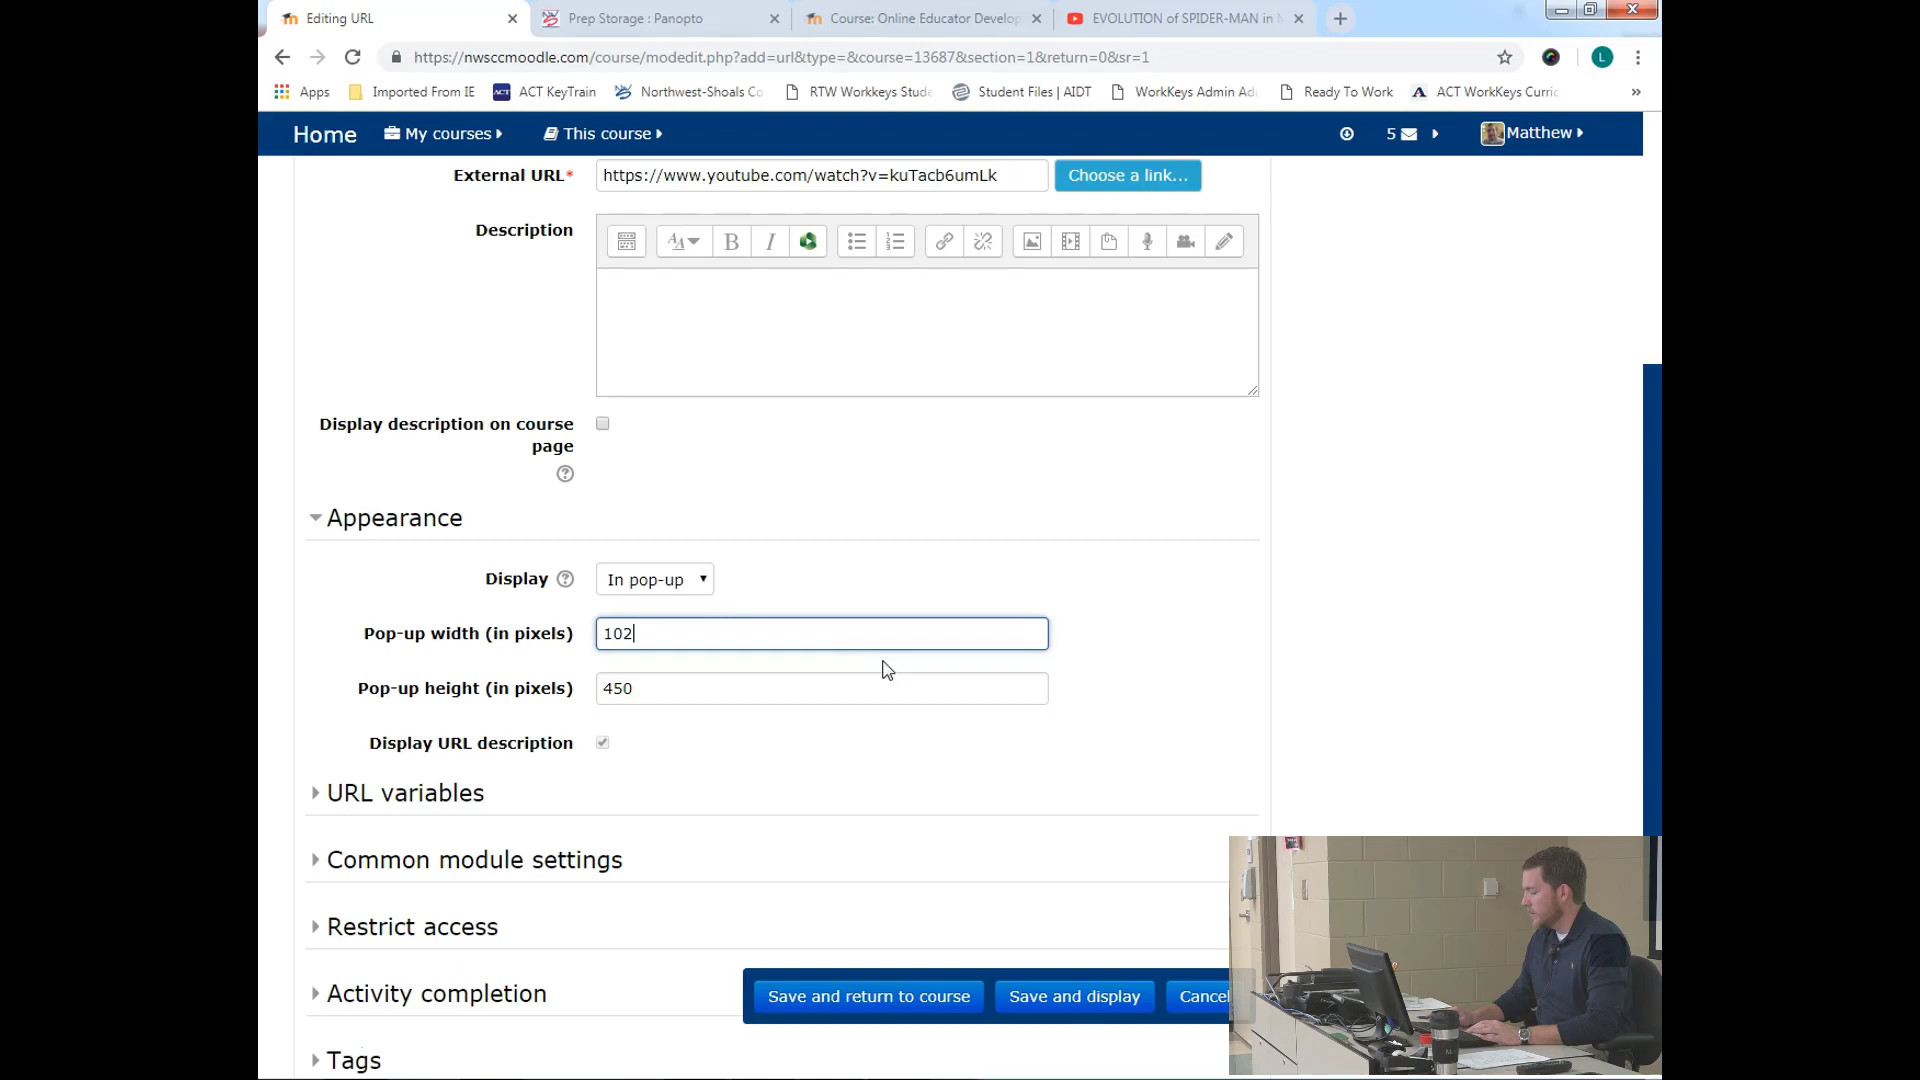 Editing URL
Prep Storage : Panopto
Course: Online Educator Develop
EVOLUTION of SPIDER-MAN in
https://nwsccmoodle.com/course/modedit.php?add=url&type=&course=13687&section=1&return=0&sr=1
L
Apps
Imported From IE
ACT KeyTrain
Northwest-Shoals Co
RTW Workkeys Stude
Student Files | AIDT
WorkKeys Admin Ad
Ready To Work
ACT WorkKeys Curric
»
Home
My courses
This course
5
Matthew
External URL*
https://www.youtube.com/watch?v=kuTacb6umLk
Choose a link...
Description
B
I
Display description on course
page
Appearance
Display
In pop-up
Pop-up width (in pixels)
102
Pop-up height (in pixels)
450
Display URL description
URL variables
Common module settings
Restrict access
Activity completion
Save and return to course
Save and display
Cancel
Tags